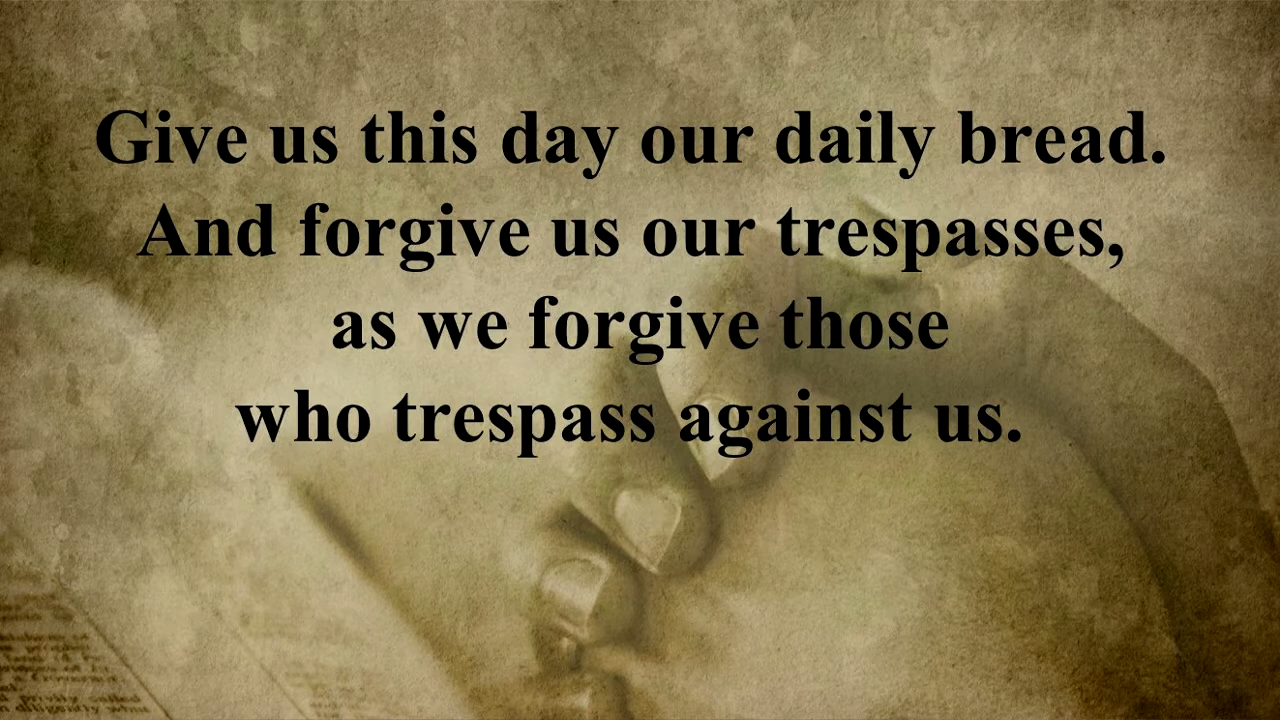 Give us this day our daily bread.
And forgive us our trespasses,
as we forgive those
who trespass against us.